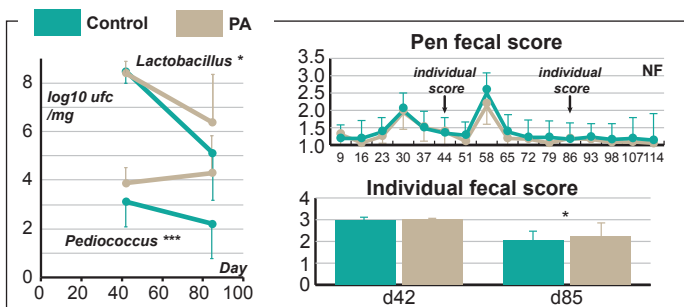 Control PA
Lactobacillus *
log10 ufc
/mg
8
6
4
2
0
Pediococcus ***
Day
0 20 40 60 80 100
Pen fecal score
NF
individual
score
individual
score
3.5
3.0
2.5
2.0
1.5
1.0
9 16 23 30 37 44 51 58 65 72 79 86 93 98 107 114
Individual fecal score
4
3
2
1
0
*
d42 d85